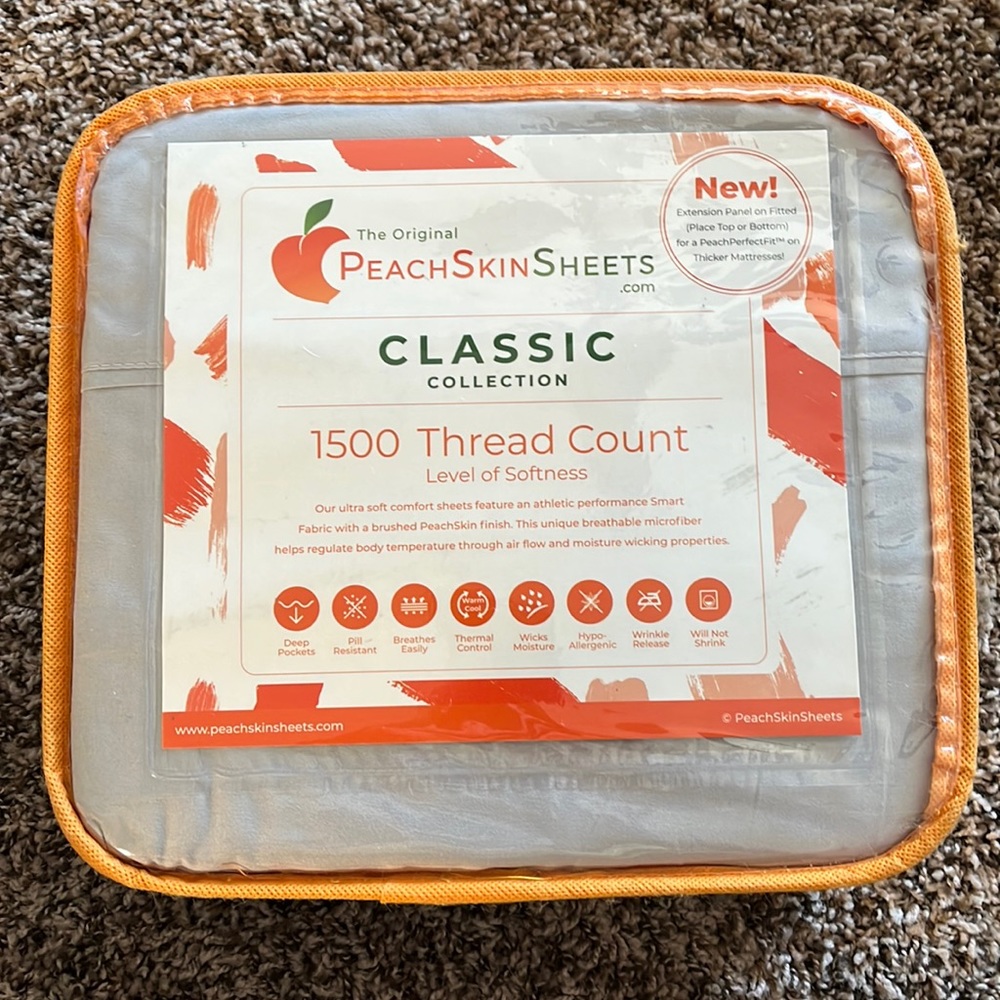 New!
Extension Panel on Fitted
(Place Top or Bottom)
for a PeachPerfectFit™ on
Thicker Mattresses!
The Original
PEACHSKINSHEETS
.com
CLASSIC
COLLECTION
1500 Thread Count
Level of Softness
Our ultra soft comfort sheets feature an athletic performance Smart
Fabric with a brushed PeachSkin finish. This unique breathable microfiber
helps regulate body temperature through air flow and moisture wicking properties.
Warm
Cool
Deep
Pockets
Pill
Resistant
Breathes
Easily
Thermal
Control
Wicks
Moisture
Hypo-
Allergenic
Wrinkle
Release
Will Not
Shrink
www.peachskinsheets.com
© PeachSkinSheets